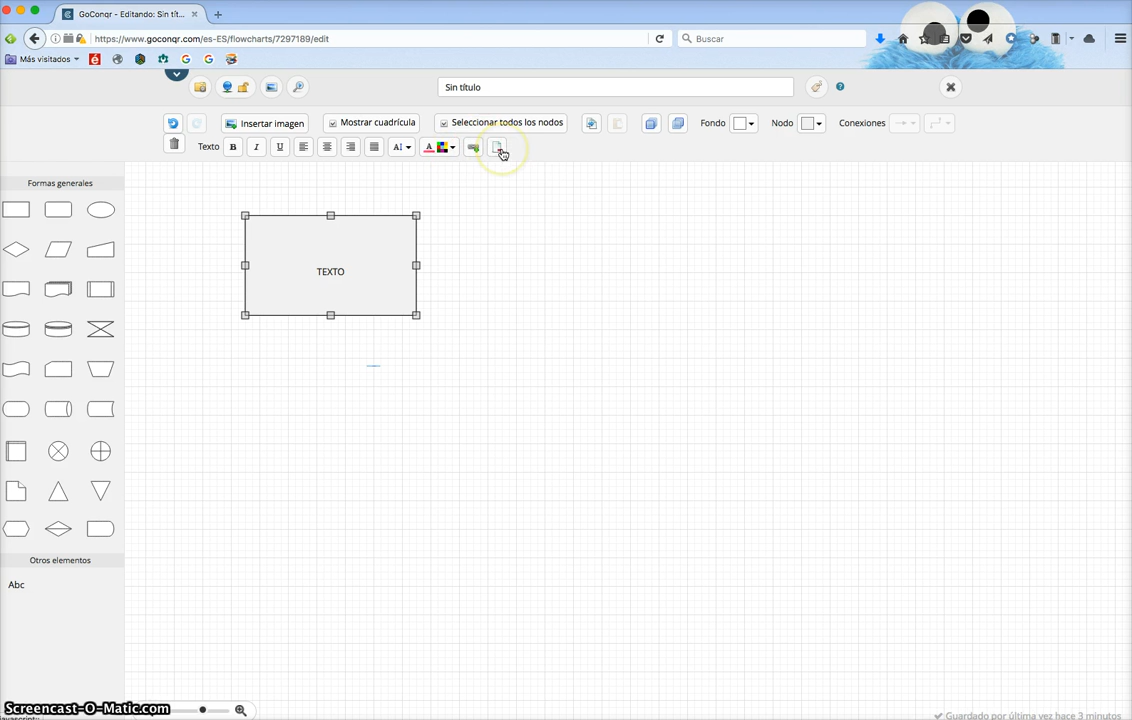 GoConqr - Editando: Sin tít...
https://www.goconqr.com/es-ES/flowcharts/7297189/edit
Buscar
Más visitados
Sin título
Insertar imagen
Mostrar cuadrícula
Seleccionar todos los nodos
Fondo
Nodo
Conexiones
Texto
B
I
U
AI
A
Formas generales
TEXTO
Otros elementos
Abc
Screencast-O-Matic.com
Guardado por última vez hace 3 minutos